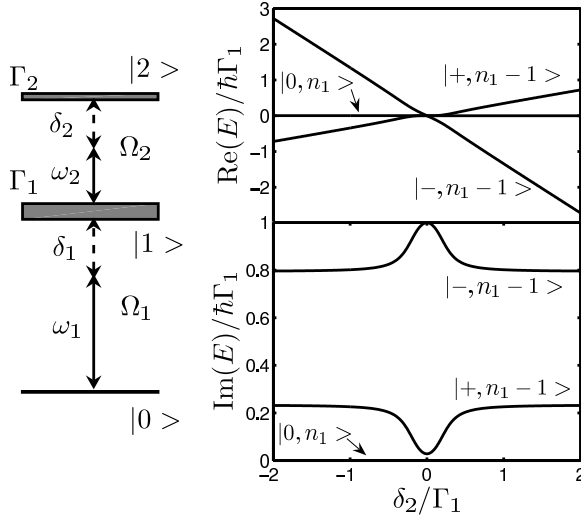 Γ₂
|2 >
δ₂
Ω₂
ω₂
Γ₁
|1 >
δ₁
Ω₁
ω₁
|0 >
Re(E)/ħΓ₁
3
2
1
0
-1
-2
|0, n₁ >
|+, n₁ − 1 >
|−, n₁ − 1 >
Im(E)/ħΓ₁
1
0.8
0.6
0.4
0.2
0
|−, n₁ − 1 >
|+, n₁ − 1 >
|0, n₁ >
-2
-1
0
1
2
δ₂/Γ₁